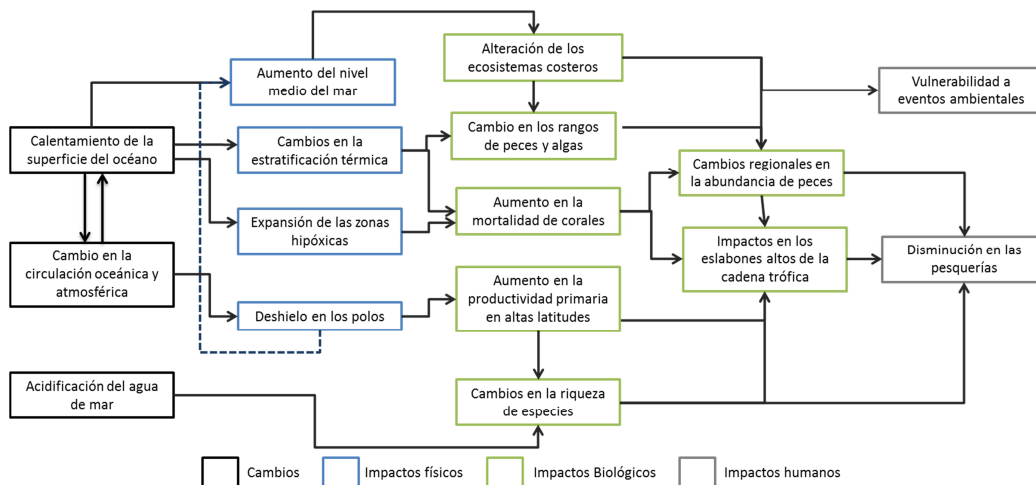 Alteración de los
ecosistemas costeros
Aumento del nivel
medio del mar
Vulnerabilidad a
eventos ambientales
Calentamiento de la
superficie del océano
Cambios en la
estratificación térmica
Cambio en los rangos
de peces y algas
Cambios regionales en
la abundancia de peces
Expansión de las zonas
hipóxicas
Aumento en la
mortalidad de corales
Cambio en la
circulación oceánica y
atmosférica
Impactos en los
eslabones altos de la
cadena trófica
Disminución en las
pesquerías
Deshielo en los polos
Aumento en la
productividad primaria
en altas latitudes
Acidificación del agua
de mar
Cambios en la riqueza
de especies
Cambios
Impactos físicos
Impactos Biológicos
Impactos humanos